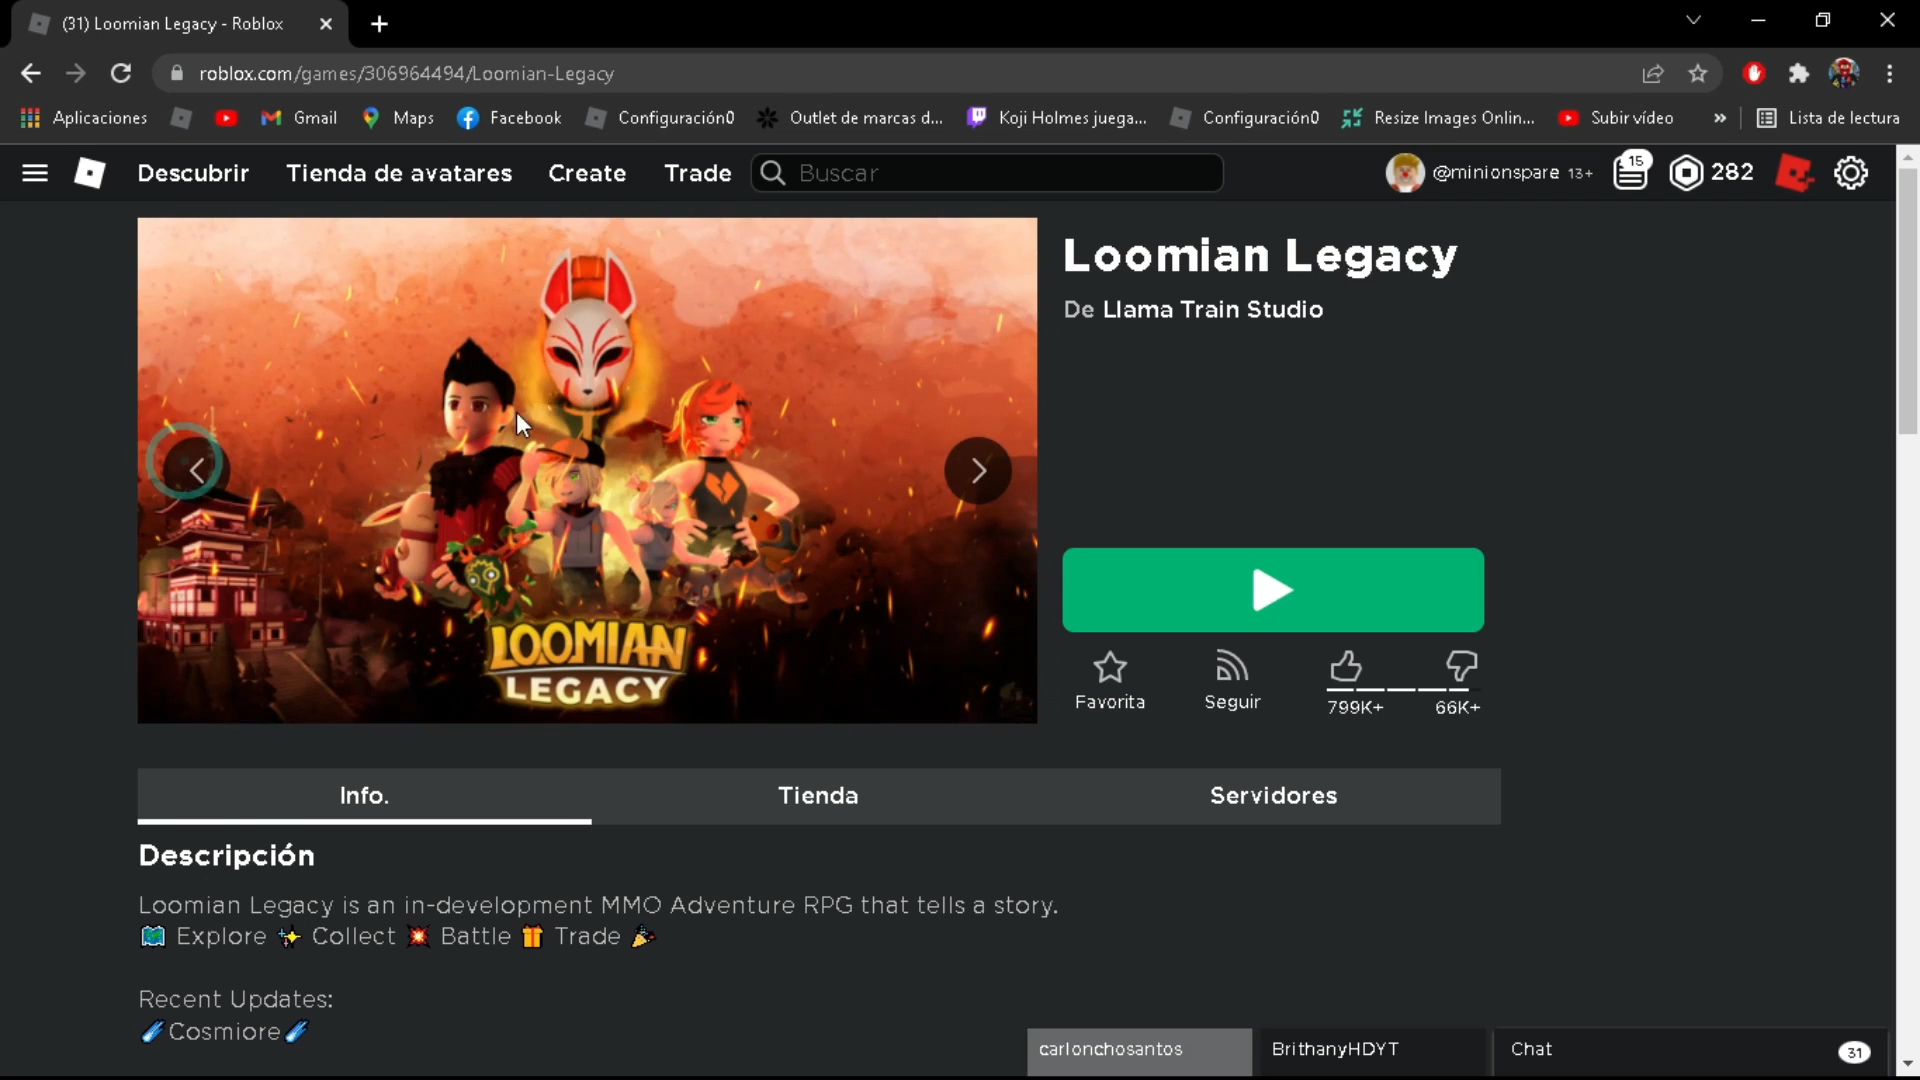 (31) Loomian Legacy - Roblox
roblox.com/games/306964494/Loomian-Legacy
Aplicaciones Gmail Maps Facebook Configuración0 Outlet de marcas d... Koji Holmes juega... Configuración0 Resize Images Onlin... Subir vídeo » Lista de lectura
Descubrir Tienda de avatares Create Trade Buscar @minionspare 13+ 15 282
Loomian Legacy
De Llama Train Studio
LOOMIAN
LEGACY
Favorita Seguir 799K+ 66K+
Info. Tienda Servidores
Descripción
Loomian Legacy is an in-development MMO Adventure RPG that tells a story.
🗺️ Explore ✨ Collect 💥 Battle 🎁 Trade 🎉
Recent Updates:
☄️Cosmiore☄️
carlonchosantos BrithanyHDYT Chat 31